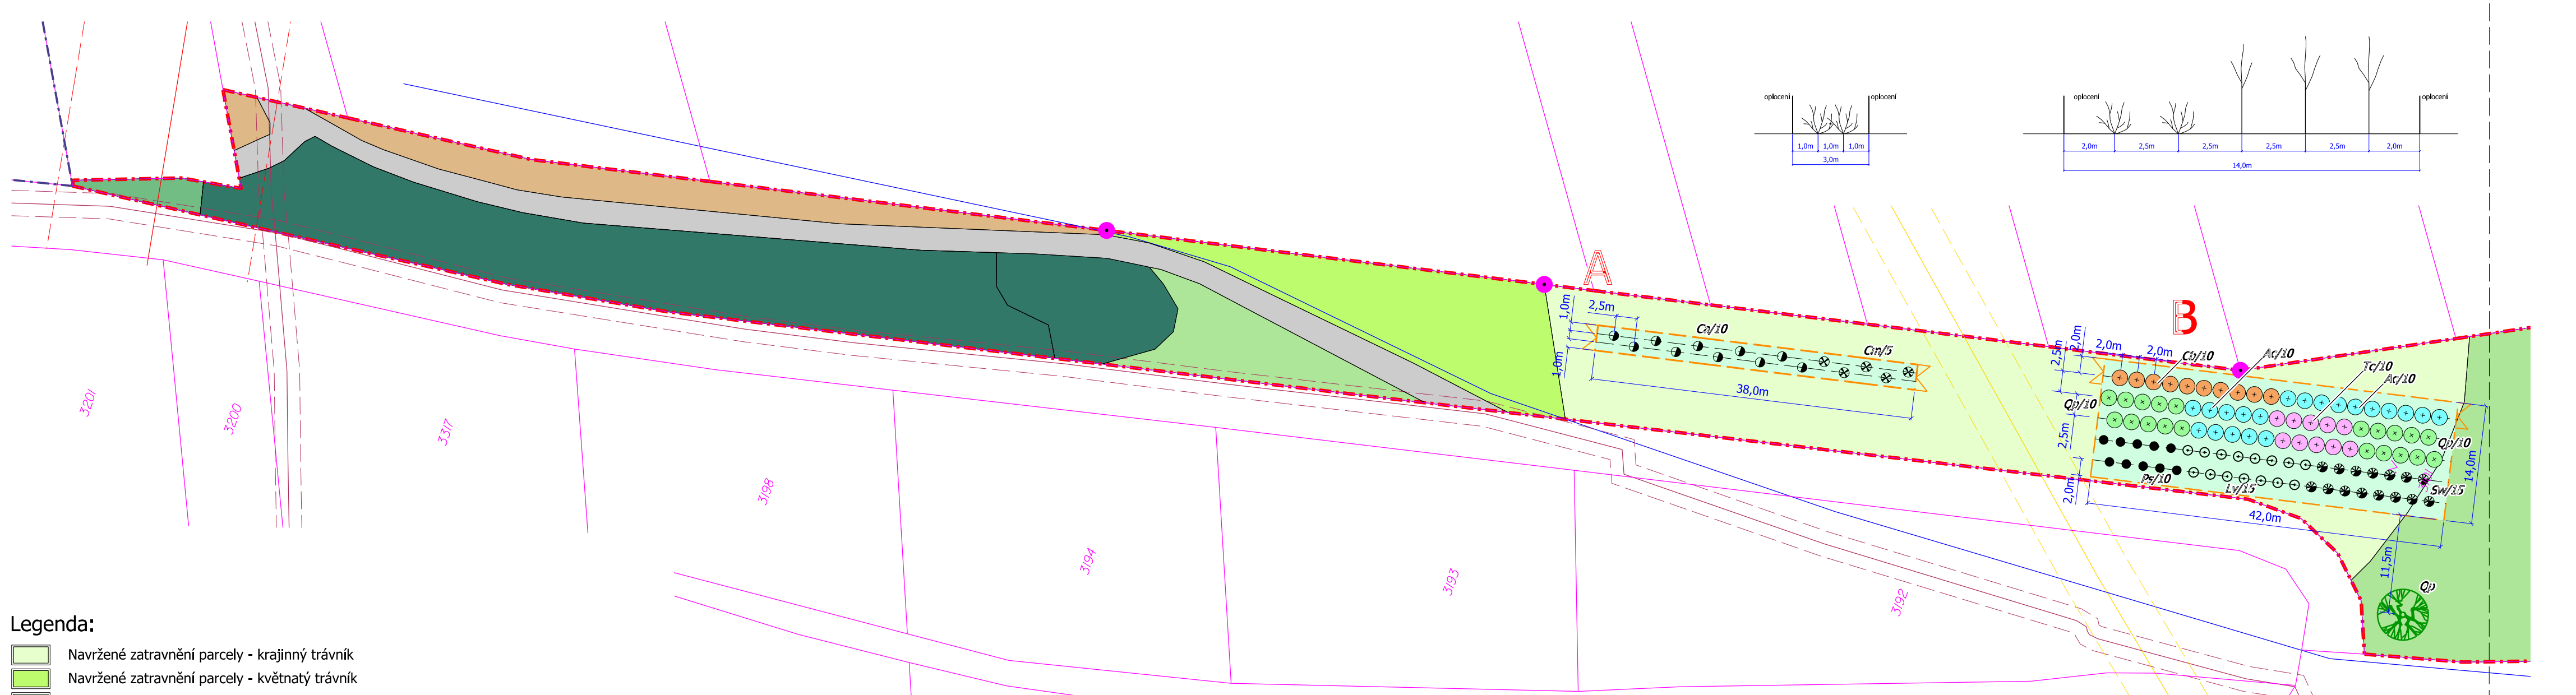 oplocení
oplocení
1,0m 1,0m 1,0m
3,0m
oplocení
oplocení
2,0m 2,5m 2,5m 2,5m 2,5m 2,0m
14,0m
A
1,0m
2,5m
1,0m
Ca/10
Cm/5
38,0m
B
2,5m
2,0m
2,0m
2,0m
Cb/10
Ac/10
Tc/10
Ac/10
Qp/10
2,5m
2,0m
Qp/10
14,0m
Ps/10
Lv/15
Sw/15
42,0m
11,5m
Qp
3201
3200
3317
3198
3194
3193
3192
Legenda:
Navržené zatravnění parcely - krajinný trávník
Navržené zatravnění parcely - květnatý trávník